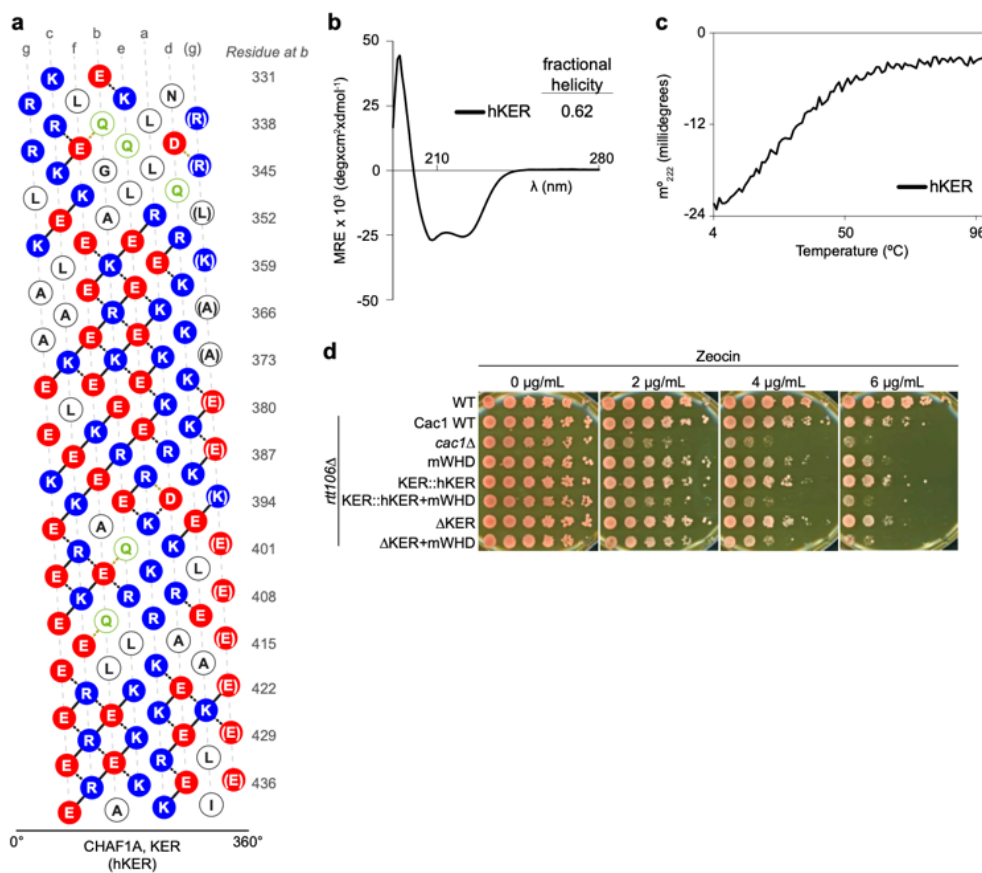 a
g c f b e a d (g) Residue at b
K E 331
R L K N
R Q L (R) 338
R E Q D
K G L (R) 345
L K L Q
E A R (L) 352
K E E R
L K E (K) 359
A E E K
A R K (A) 366
A E E K
K K K (A) 373
E E E K
L E K (E) 380
E K E K
K R R (E) 387
E E R K
K E D (K) 394
E A K E
R Q K (E) 401
E E K L
K R R (E) 408
E Q R E
E L A (E) 415
E L K A
R K E (E) 422
E E K K
R K E (E) 429
E E R L
R K E (E) 436
E A K I
0° 360°
CHAF1A, KER
(hKER)
b
50
25
0
-25
-50
MRE x 10³ (degxcm²xdmol⁻¹)
210 280
λ (nm)
fractional
helicity
hKER 0.62
c
0
-12
-24
m°₂₂₂ (millidegrees)
hKER
4 50 96
Temperature (ºC)
d
Zeocin
0 µg/mL 2 µg/mL 4 µg/mL 6 µg/mL
WT
rtt106Δ
Cac1 WT
cac1Δ
mWHD
KER::hKER
KER::hKER+mWHD
ΔKER
ΔKER+mWHD